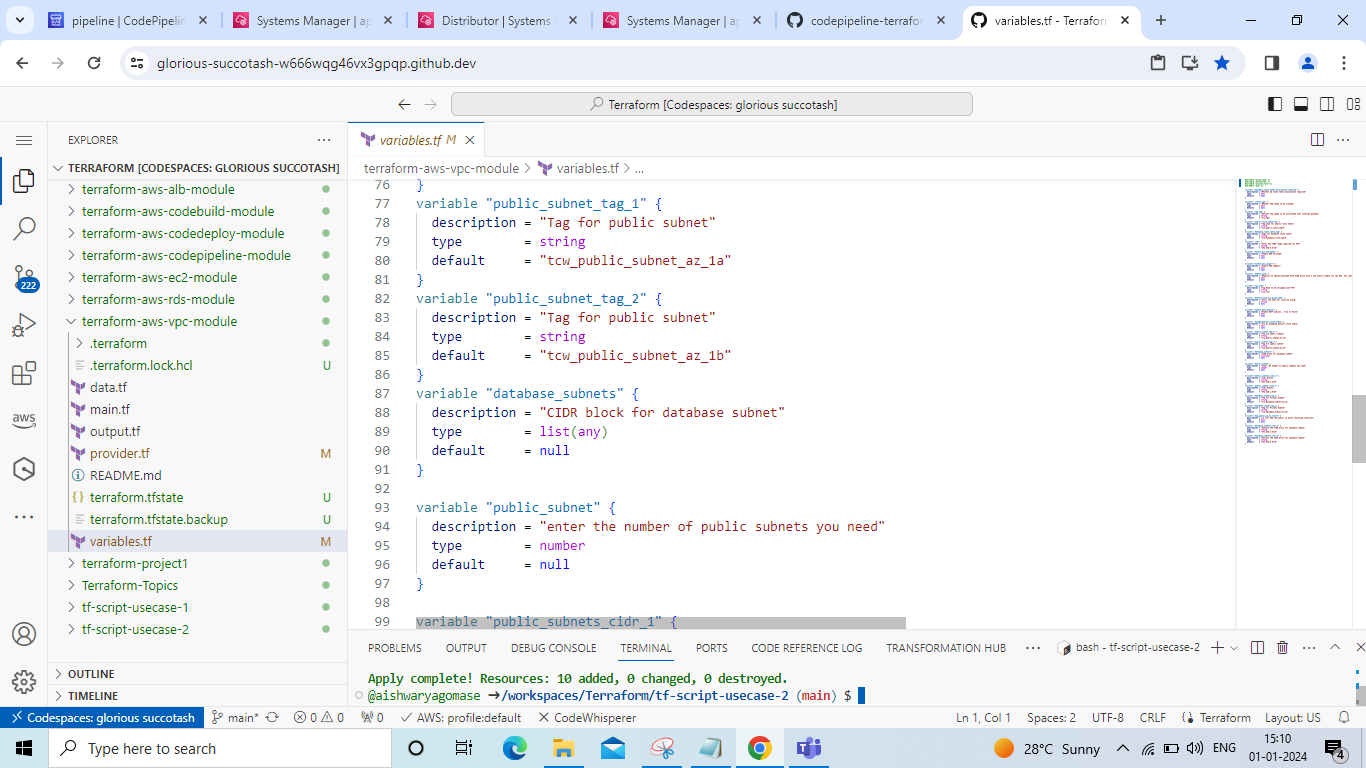 pipeline | CodePipelin
Systems Manager | ap
Distributor | Systems
Systems Manager | ap
codepipeline-terrafor
variables.tf - Terraform
glorious-succotash-w666wqg46vx3gpqp.github.dev
Terraform [Codespaces: glorious succotash]
EXPLORER
TERRAFORM [CODESPACES: GLORIOUS SUCCOTASH]
terraform-aws-alb-module
terraform-aws-codebuild-module
terraform-aws-codedeploy-module
terraform-aws-codepipeline-module
terraform-aws-ec2-module
terraform-aws-rds-module
terraform-aws-vpc-module
.terraform
.terraform.lock.hcl U
data.tf
main.tf
output.tf
provider.tf M
README.md
terraform.tfstate U
terraform.tfstate.backup U
variables.tf M
terraform-project1
Terraform-Topics
tf-script-usecase-1
tf-script-usecase-2
OUTLINE
TIMELINE
222
aws
variables.tf M
terraform-aws-vpc-module > variables.tf > ...
76 }
77 variable "public_subnet_tag_1" {
78 description = "Tag for public subnet"
79 type = string
80 default = "tcw_public_subnet_az_1a"
81 }
82 variable "public_subnet_tag_2" {
83 description = "Tag for public subnet"
84 type = string
85 default = "tcw_public_subnet_az_1b"
86 }
87 variable "database_subnets" {
88 description = "CIDR block for database subnet"
89 type = list(any)
90 default = null
91 }
92
93 variable "public_subnet" {
94 description = "enter the number of public subnets you need"
95 type = number
96 default = null
97 }
98
99 variable "public_subnets_cidr_1" {
PROBLEMS OUTPUT DEBUG CONSOLE TERMINAL PORTS CODE REFERENCE LOG TRANSFORMATION HUB ... bash - tf-script-usecase-2
Apply complete! Resources: 10 added, 0 changed, 0 destroyed.
@aishwaryagomase ➜/workspaces/Terraform/tf-script-usecase-2 (main) $
Codespaces: glorious succotash main* 0 0 0 AWS: profile:default CodeWhisperer Ln 1, Col 1 Spaces: 2 UTF-8 CRLF Terraform Layout: US
Type here to search
28°C Sunny
ENG
15:10
01-01-2024
4